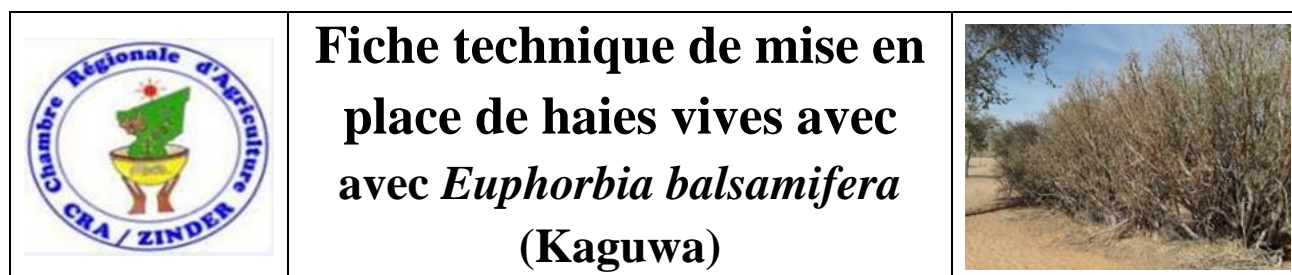 Chambre Régionale d'Agriculture
CRA / ZINDER
Fiche technique de mise en
place de haies vives avec
avec Euphorbia balsamifera
(Kaguwa)